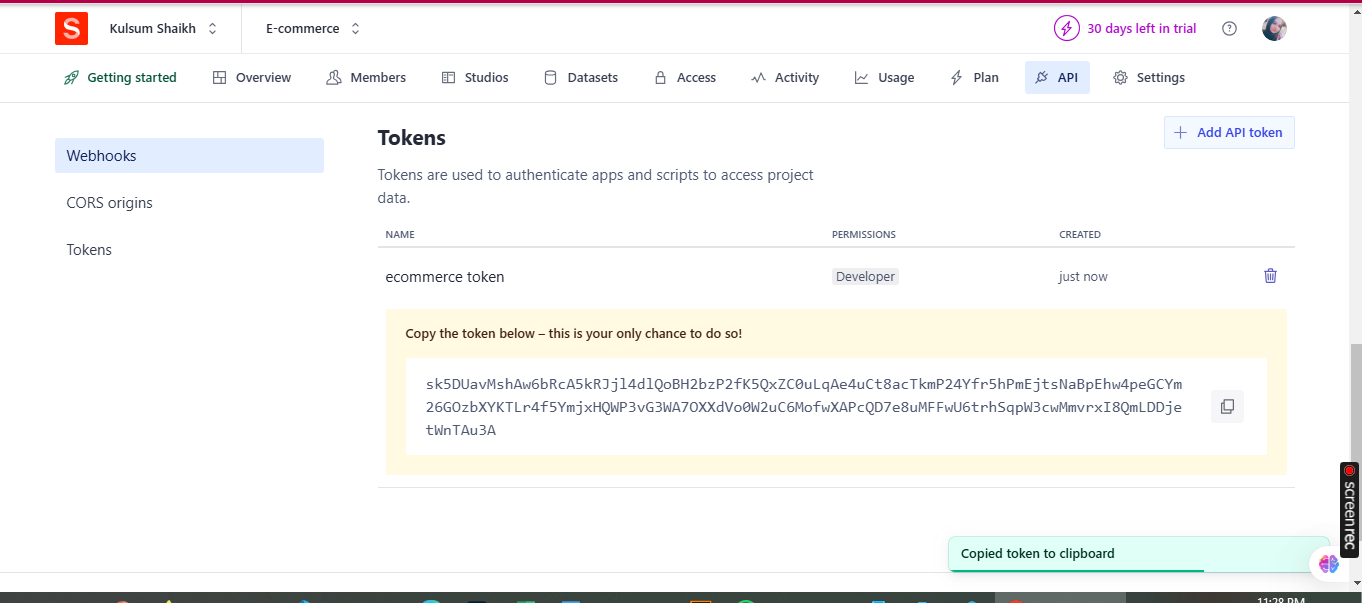 S Kulsum Shaikh E-commerce 30 days left in trial
Getting started Overview Members Studios Datasets Access Activity Usage Plan API Settings
Webhooks
CORS origins
Tokens
Tokens
Add API token
Tokens are used to authenticate apps and scripts to access project
data.
NAME PERMISSIONS CREATED
ecommerce token Developer just now
Copy the token below – this is your only chance to do so!
sk5DUavMshAw6bRcA5kRJjl4dlQoBH2bzP2fK5QxZC0uLqAe4uCt8acTkmP24Yfr5hPmEjtsNaBpEhw4peGCYm
26GOzbXYKTLr4f5YmjxHQWP3vG3WA7OXXdVo0W2uC6MofwXAPcQD7e8uMFFwU6trhSqpW3cwMmvrxI8QmLDDje
tWnTAu3A
Copied token to clipboard
screenrec
11:28 PM